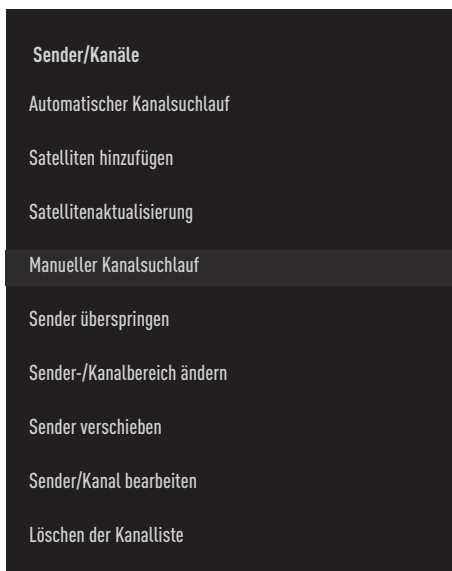 Sender/Kanäle
Automatischer Kanalsuchlauf
Satelliten hinzufügen
Satellitenaktualisierung
Manueller Kanalsuchlauf
Sender überspringen
Sender-/Kanalbereich ändern
Sender verschieben
Sender/Kanal bearbeiten
Löschen der Kanalliste